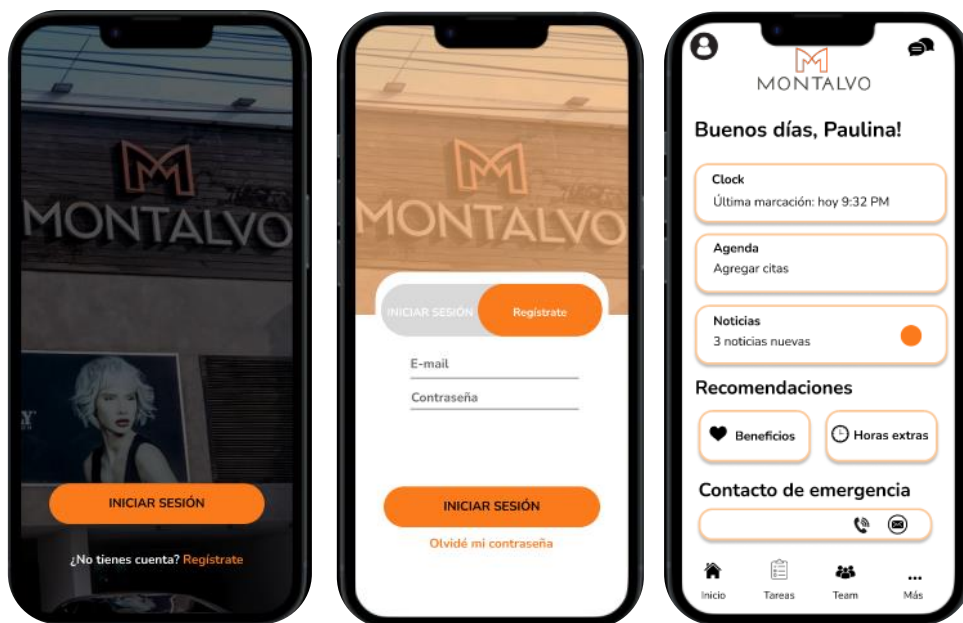 MONTALVO
INICIAR SESIÓN
¿No tienes cuenta? Regístrate
MONTALVO
INICIAR SESIÓN
Regístrate
E-mail
Contraseña
INICIAR SESIÓN
Olvidé mi contraseña
MONTALVO
Buenos días, Paulina!
Clock
Última marcación: hoy 9:32 PM
Agenda
Agregar citas
Noticias
3 noticias nuevas
Recomendaciones
Beneficios
Horas extras
Contacto de emergencia
Inicio
Tareas
Team
Más